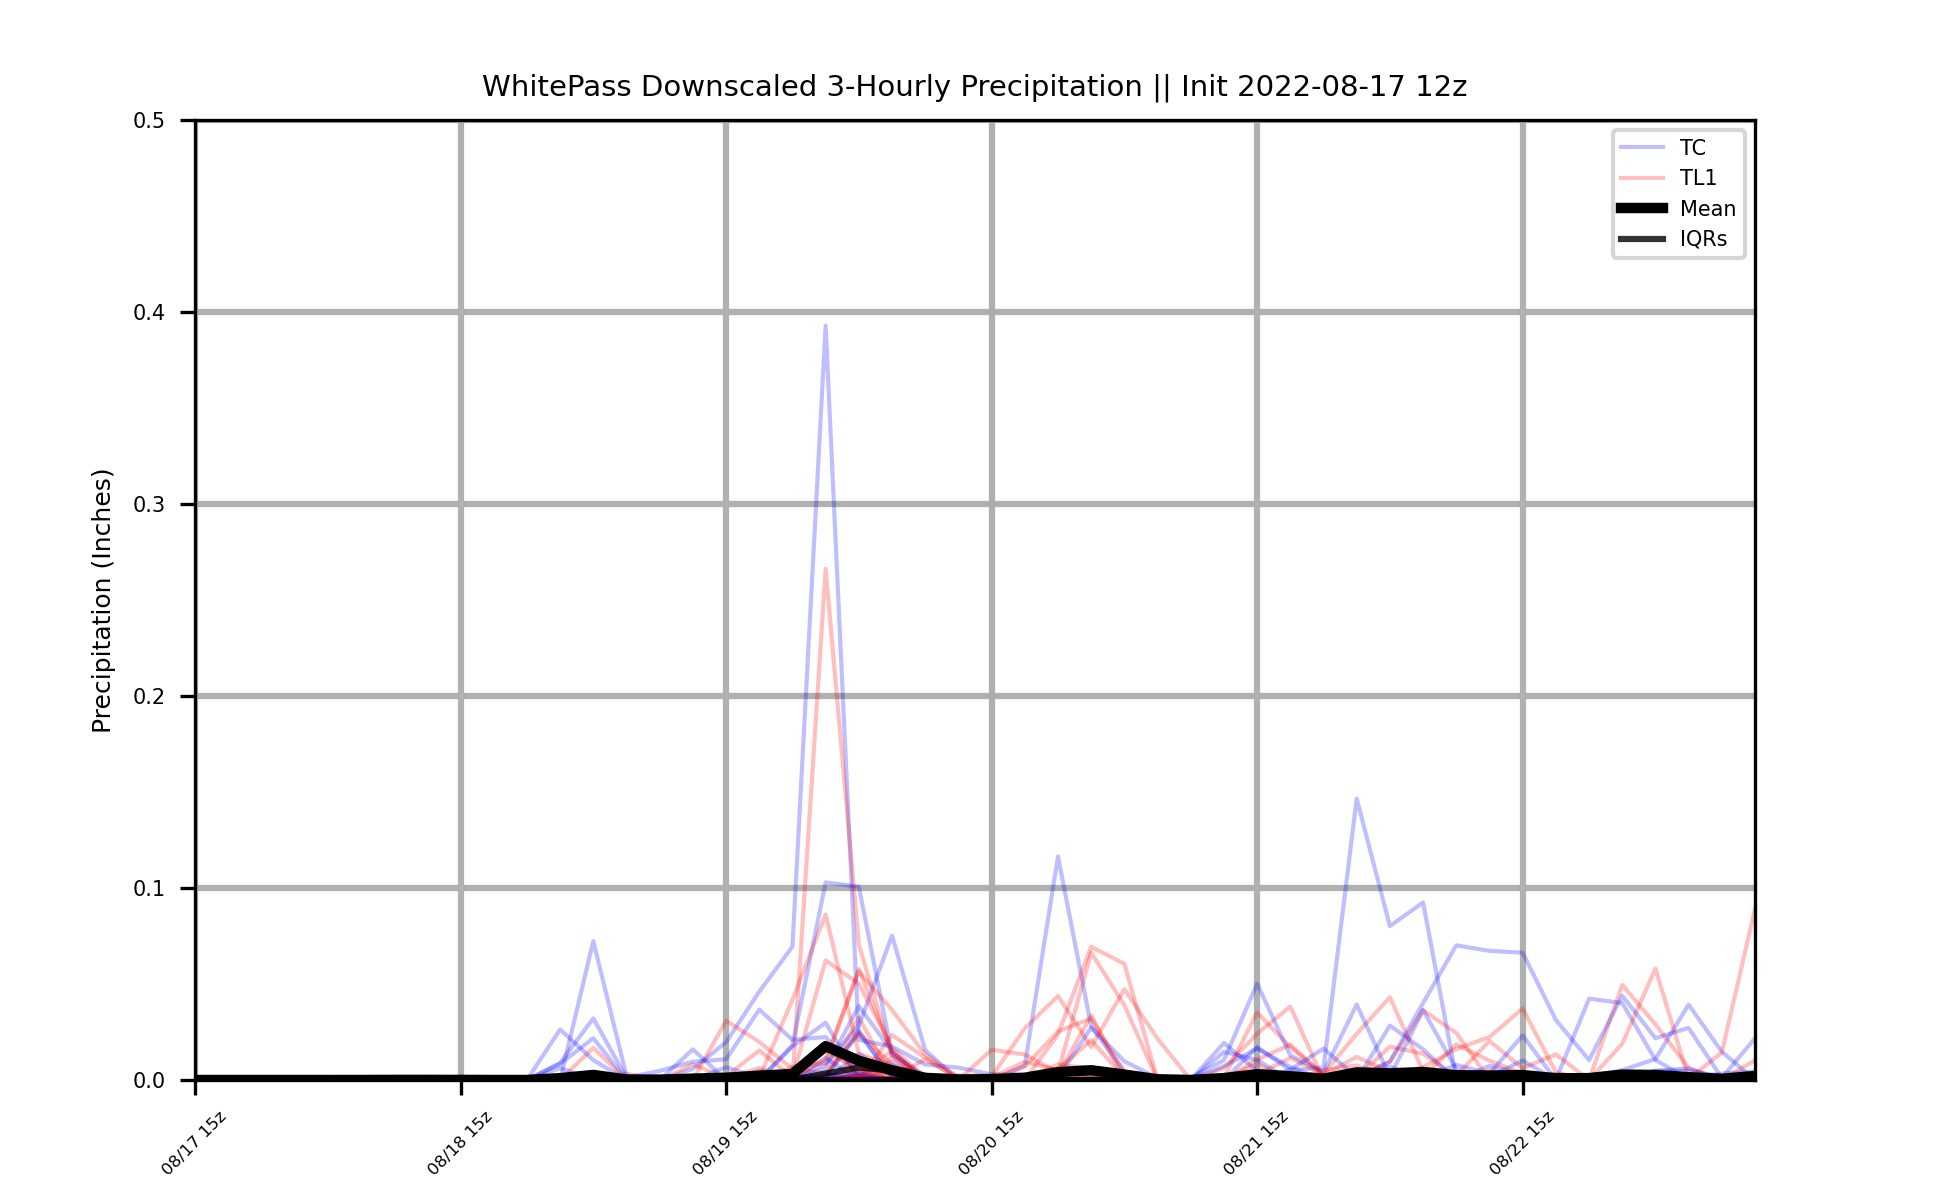 WhitePass Downscaled 3-Hourly Precipitation || Init 2022-08-17 12z
Precipitation (Inches)
0.5
0.4
0.3
0.2
0.1
0.0
TC
TL1
Mean
IQRs
08/17 15z
08/18 15z
08/19 15z
08/20 15z
08/21 15z
08/22 15z